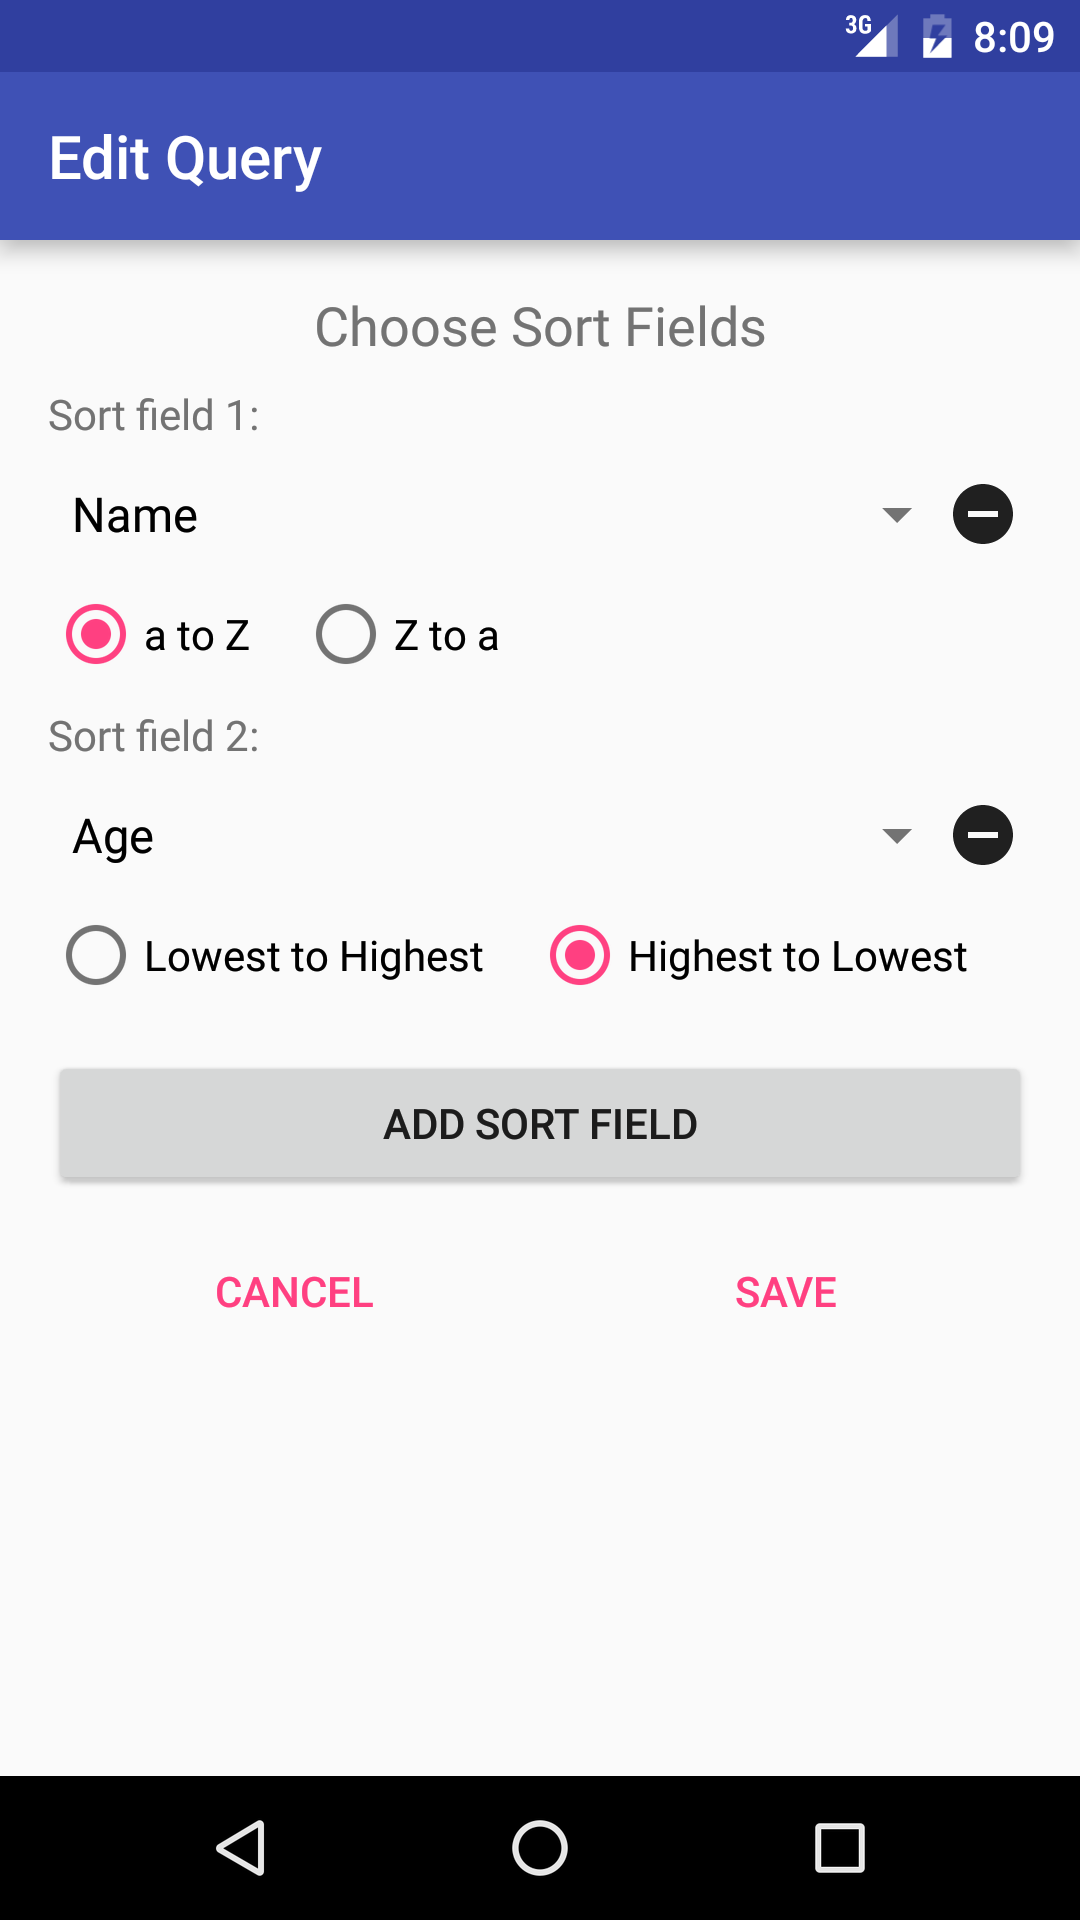 3G 8:09
Edit Query
Choose Sort Fields
Sort field 1:
Name
a to Z Z to a
Sort field 2:
Age
Lowest to Highest Highest to Lowest
ADD SORT FIELD
CANCEL SAVE